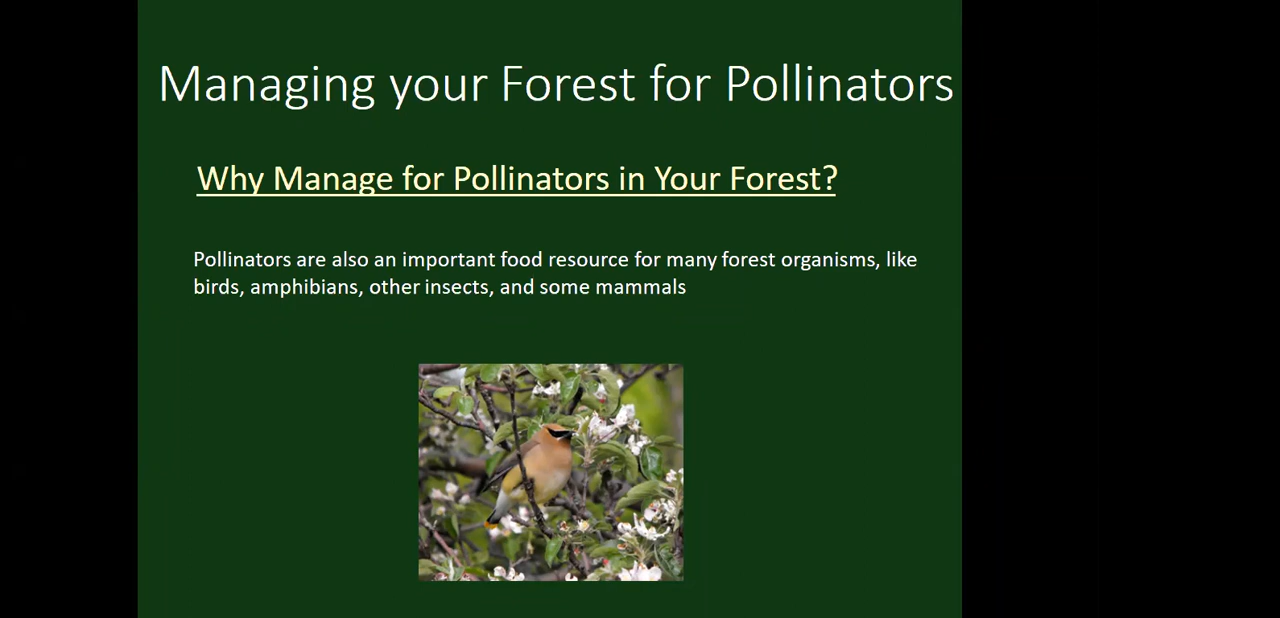 Managing your Forest for Pollinators
Why Manage for Pollinators in Your Forest?
Pollinators are also an important food resource for many forest organisms, like
birds, amphibians, other insects, and some mammals